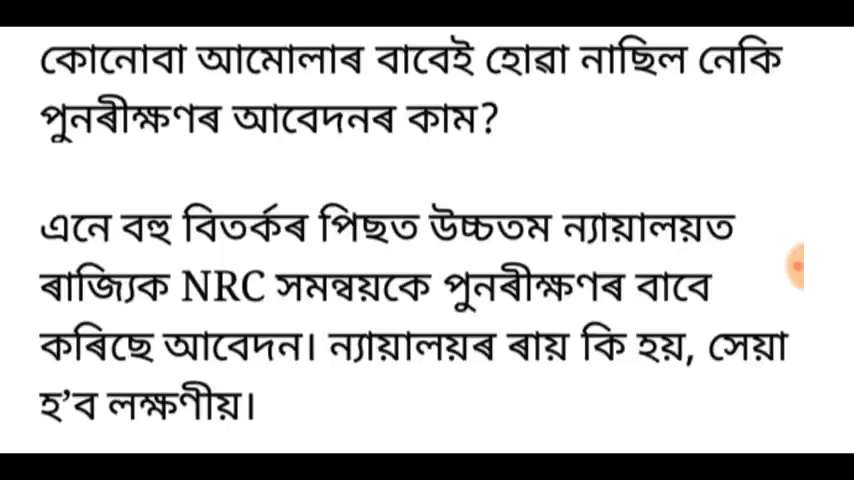 কোনোবা আমোলাৰ বাবেই হোৱা নাছিল নেকি
পুনৰীক্ষণৰ আবেদনৰ কাম?
এনে বহু বিতৰ্কৰ পিছত উচ্চতম ন্যায়ালয়ত
ৰাজ্যিক NRC সমন্বয়কে পুনৰীক্ষণৰ বাবে
কৰিছে আবেদন। ন্যায়ালয়ৰ ৰায় কি হয়, সেয়া
হ’ব লক্ষণীয়।